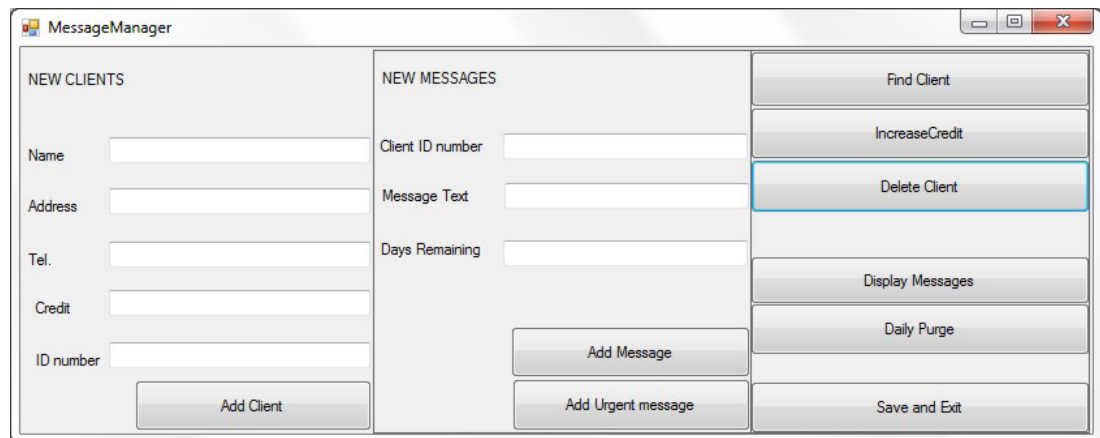 MessageManager
NEW CLIENTS
Name
Address
Tel.
Credit
ID number
Add Client
NEW MESSAGES
Client ID number
Message Text
Days Remaining
Add Message
Add Urgent message
Find Client
IncreaseCredit
Delete Client
Display Messages
Daily Purge
Save and Exit